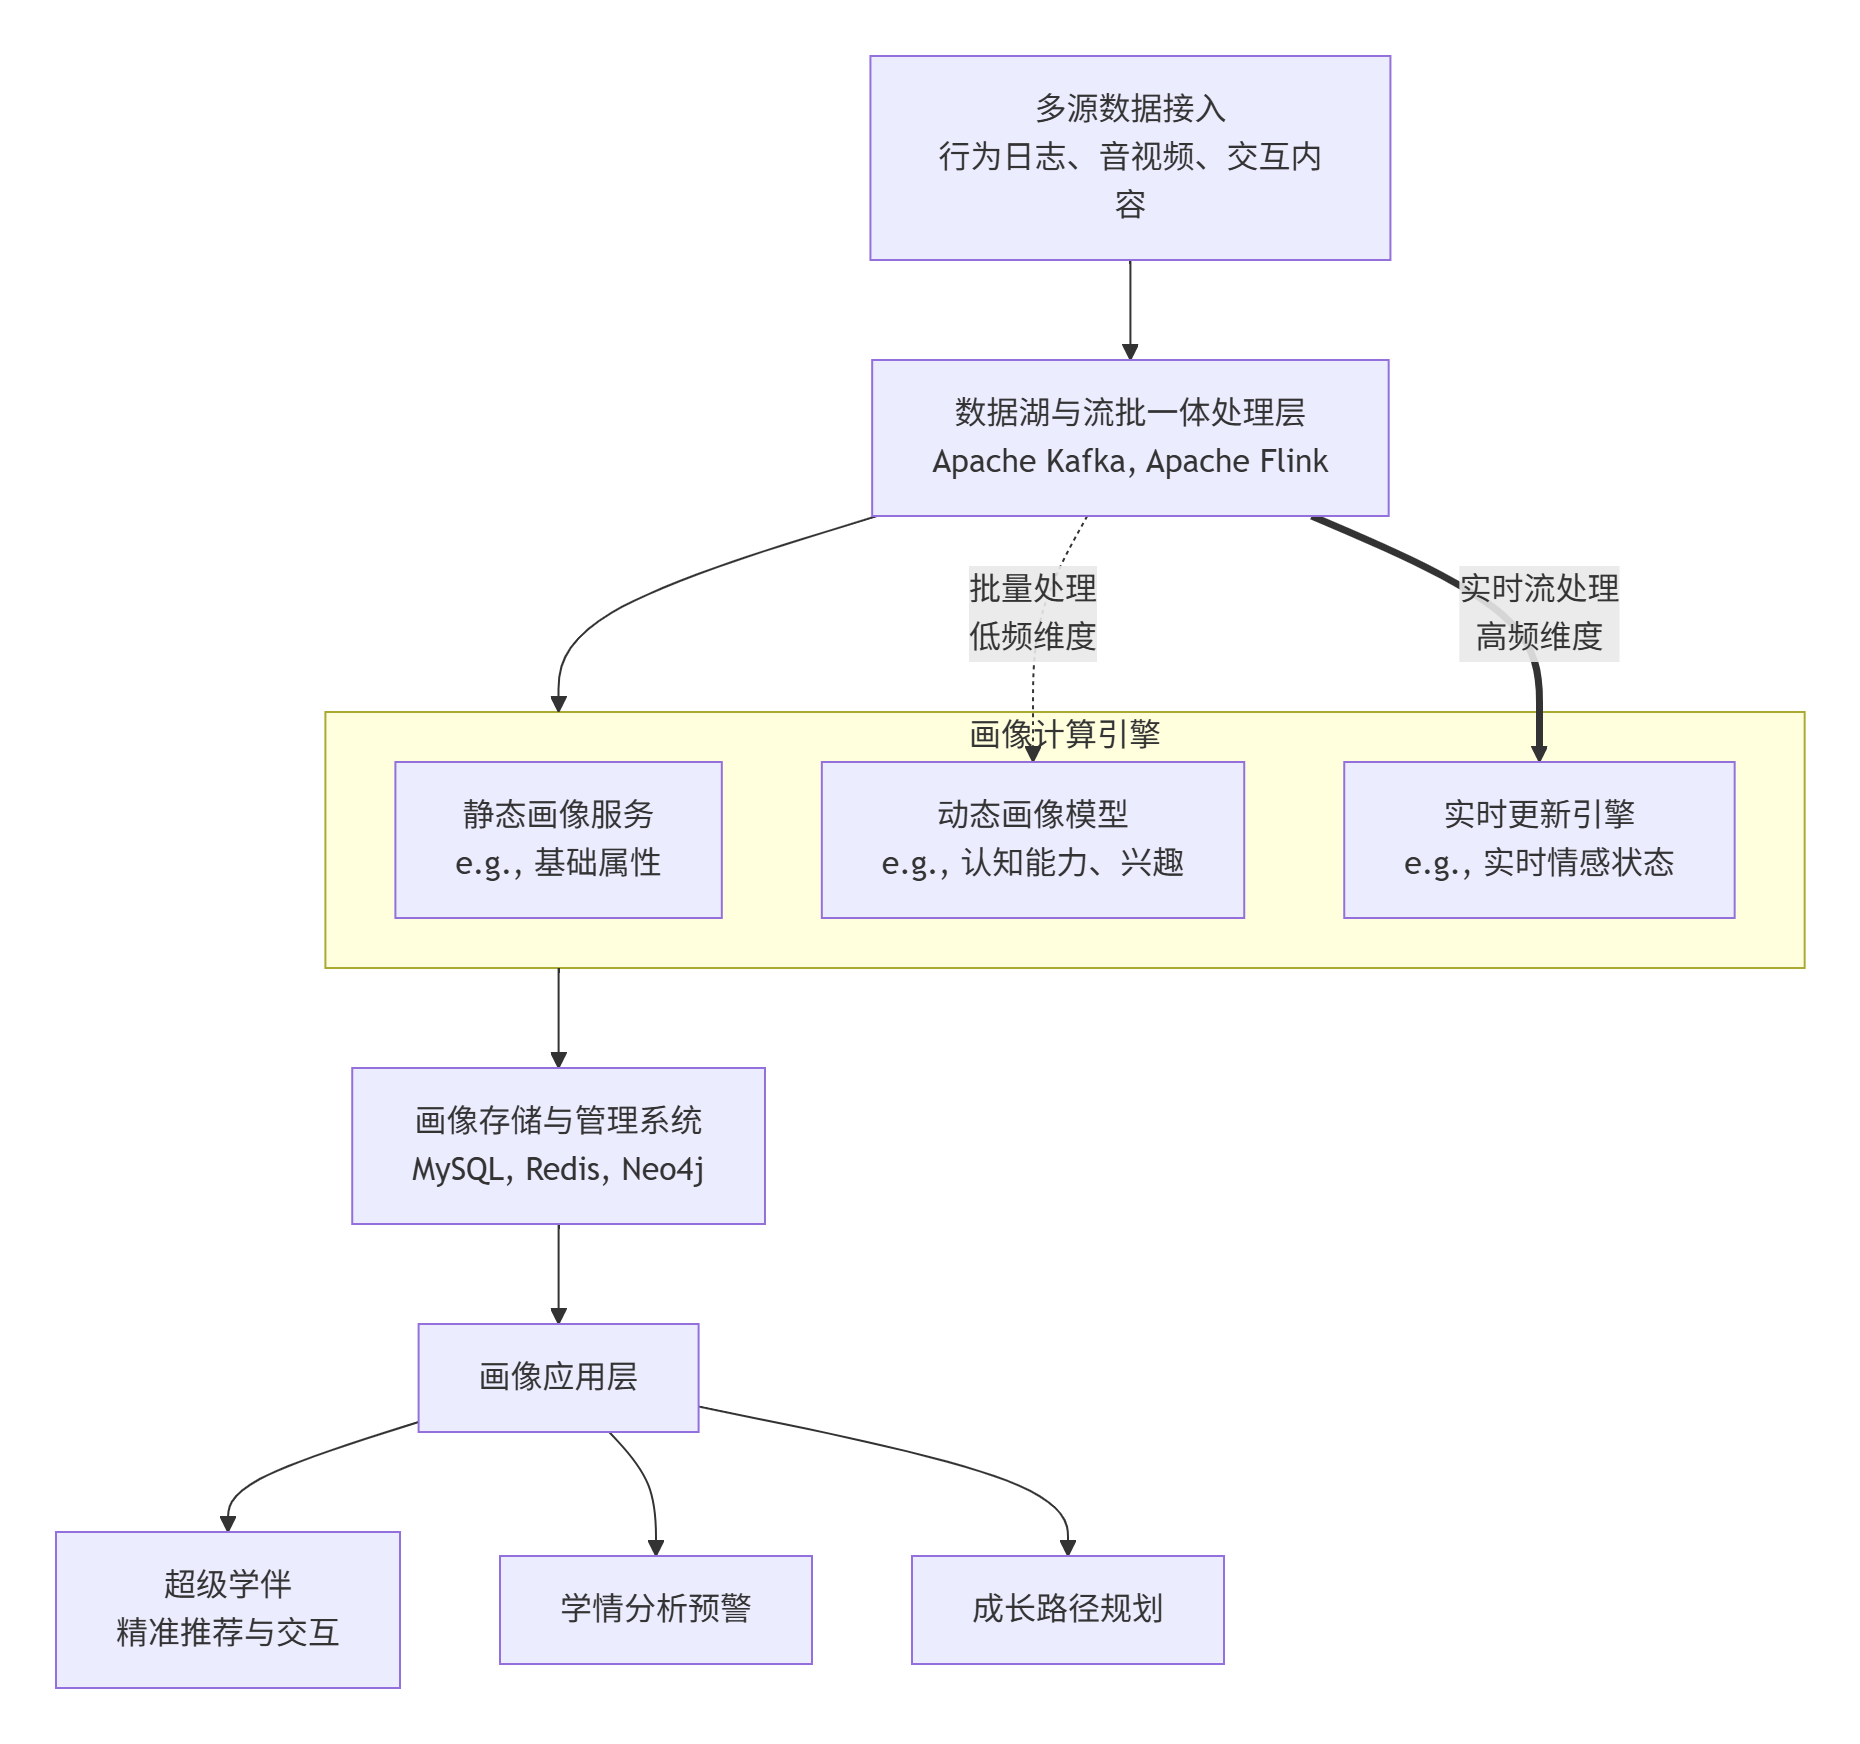 多源数据接入
行为日志、音视频、交互内
容
数据湖与流批一体处理层
Apache Kafka, Apache Flink
批量处理
低频维度
实时流处理
高频维度
画像计算引擎
静态画像服务
e.g., 基础属性
动态画像模型
e.g., 认知能力、兴趣
实时更新引擎
e.g., 实时情感状态
画像存储与管理系统
MySQL, Redis, Neo4j
画像应用层
超级学伴
精准推荐与交互
学情分析预警
成长路径规划